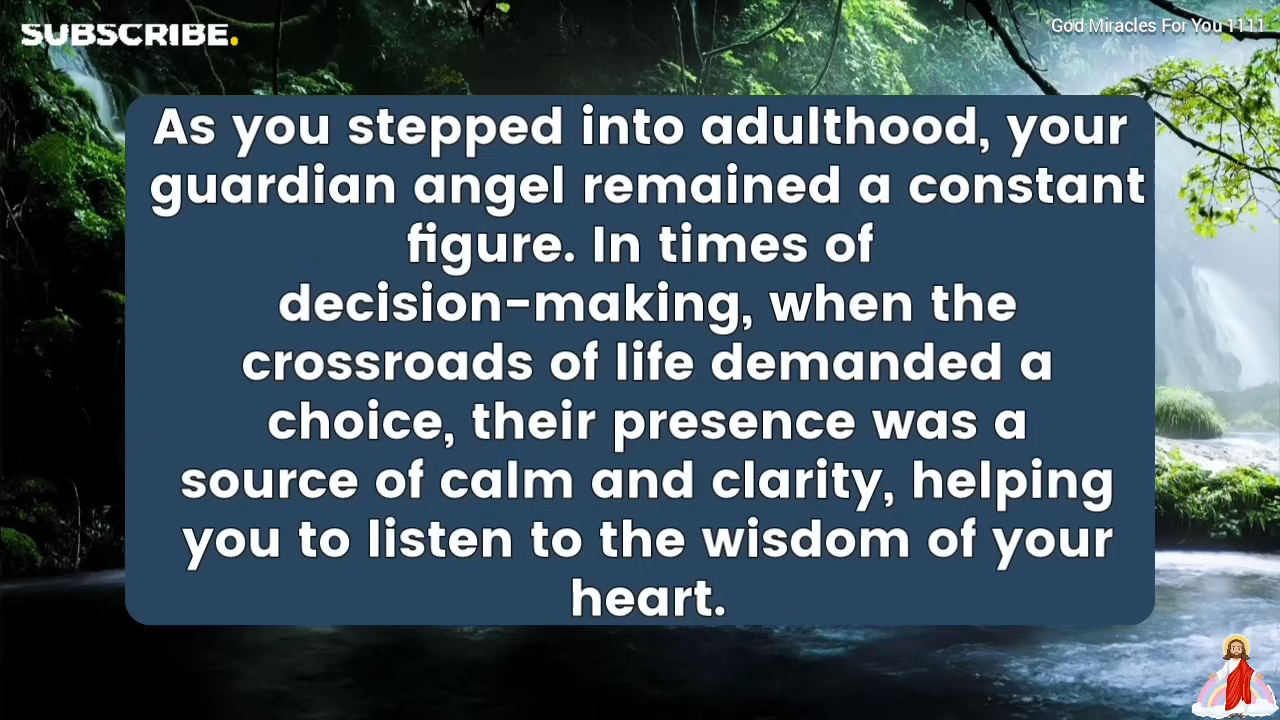 SUBSCRIBE.
God Miracles For You 1111
As you stepped into adulthood, your
guardian angel remained a constant
figure. In times of
decision-making, when the
crossroads of life demanded a
choice, their presence was a
source of calm and clarity, helping
you to listen to the wisdom of your
heart.